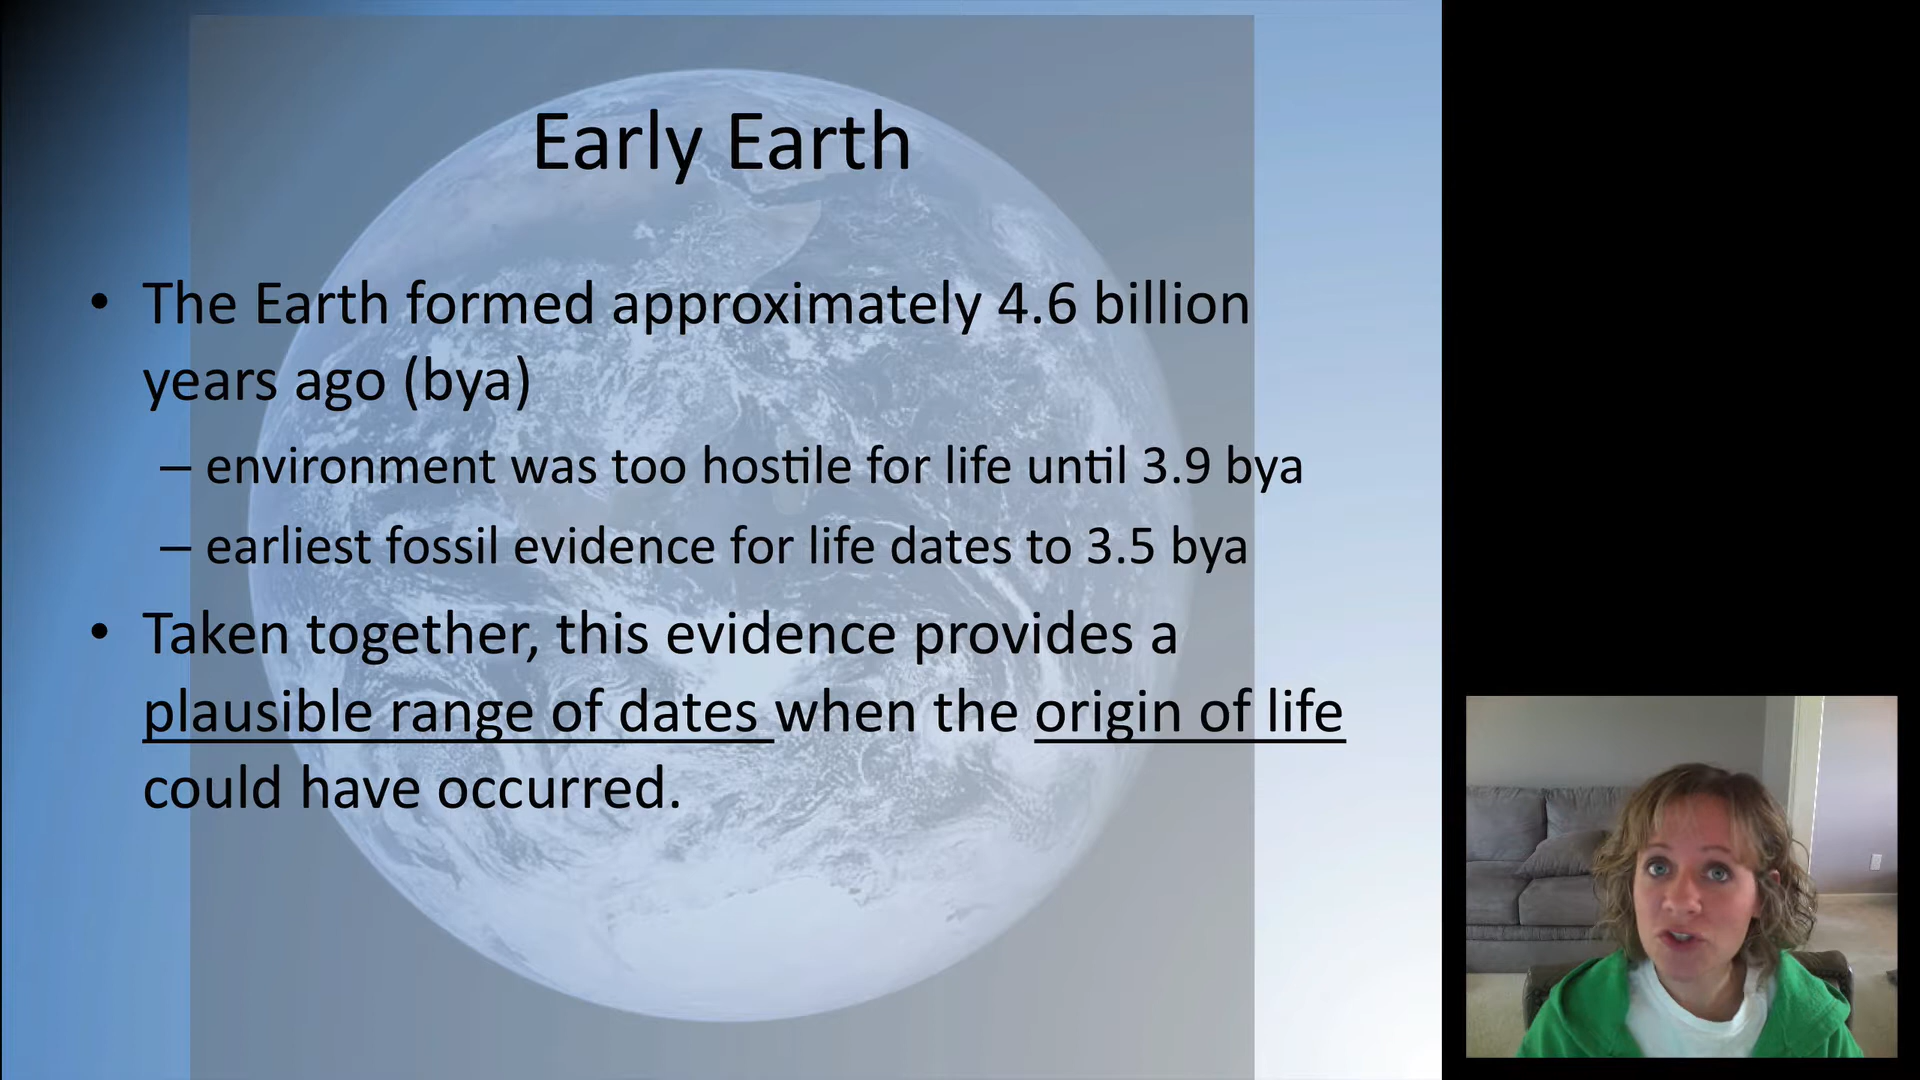 Early Earth
• The Earth formed approximately 4.6 billion
years ago (bya)
– environment was too hostile for life until 3.9 bya
– earliest fossil evidence for life dates to 3.5 bya
• Taken together, this evidence provides a
plausible range of dates when the origin of life
could have occurred.